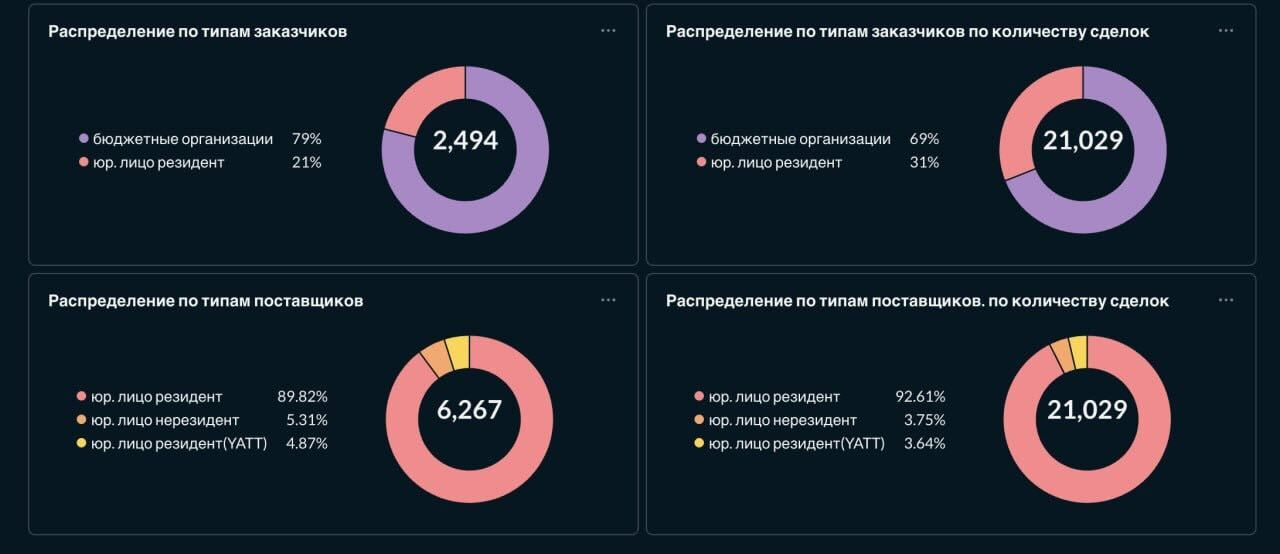 Распределение по типам заказчиков
бюджетные организации 79%
юр. лицо резидент 21%
2,494
Распределение по типам заказчиков по количеству сделок
бюджетные организации 69%
юр. лицо резидент 31%
21,029
Распределение по типам поставщиков
юр. лицо резидент 89.82%
юр. лицо нерезидент 5.31%
юр. лицо резидент(YATT) 4.87%
6,267
Распределение по типам поставщиков. по количеству сделок
юр. лицо резидент 92.61%
юр. лицо нерезидент 3.75%
юр. лицо резидент(YATT) 3.64%
21,029